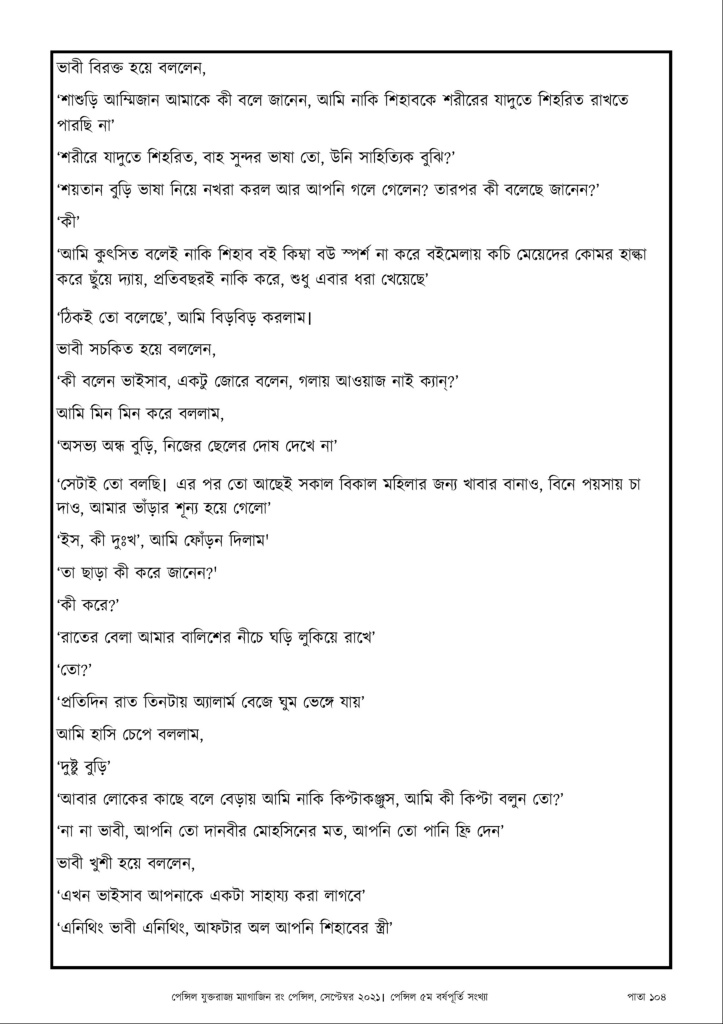 ভাবী বিরক্ত হয়ে বললেন,
‘শাশুড়ি আম্মিজান আমাকে কী বলে জানেন, আমি নাকি শিহাবকে শরীরের যাদুতে শিহরিত রাখতে
পারছি না’
‘শরীরে যাদুতে শিহরিত, বাহ সুন্দর ভাষা তো, উনি সাহিত্যিক বুঝি?’
‘শয়তান বুড়ি ভাষা নিয়ে নখরা করল আর আপনি গলে গেলেন? তারপর কী বলেছে জানেন?’
‘কী’
‘আমি কুৎসিত বলেই নাকি শিহাব বই কিম্বা বউ স্পর্শ না করে বইমেলায় কচি মেয়েদের কোমর হাল্কা
করে ছুঁয়ে দ্যায়, প্রতিবছরই নাকি করে, শুধু এবার ধরা খেয়েছে’
‘ঠিকই তো বলেছে’, আমি বিড়বিড় করলাম।
ভাবী সচকিত হয়ে বললেন,
‘কী বলেন ভাইসাব, একটু জোরে বলেন, গলায় আওয়াজ নাই ক্যান্?’
আমি মিন মিন করে বললাম,
‘অসভ্য অন্ধ বুড়ি, নিজের ছেলের দোষ দেখে না’
‘সেটাই তো বলছি। এর পর তো আছেই সকাল বিকাল মহিলার জন্য খাবার বানাও, বিনে পয়সায় চা
দাও, আমার ভাঁড়ার শূন্য হয়ে গেলো’
‘ইস, কী দুঃখ’, আমি ফোঁড়ন দিলাম'
‘তা ছাড়া কী করে জানেন?'
‘কী করে?’
‘রাতের বেলা আমার বালিশের নীচে ঘড়ি লুকিয়ে রাখে’
‘তো?’
‘প্রতিদিন রাত তিনটায় অ্যালার্ম বেজে ঘুম ভেঙ্গে যায়’
আমি হাসি চেপে বললাম,
‘দুষ্টু বুড়ি’
‘আবার লোকের কাছে বলে বেড়ায় আমি নাকি কিপ্টাকঞ্জুস, আমি কী কিপ্টা বলুন তো?’
‘না না ভাবী, আপনি তো দানবীর মোহসিনের মত, আপনি তো পানি ফ্রি দেন’
ভাবী খুশী হয়ে বললেন,
‘এখন ভাইসাব আপনাকে একটা সাহায্য করা লাগবে’
‘এনিথিং ভাবী এনিথিং, আফটার অল আপনি শিহাবের স্ত্রী’
পেন্সিল যুক্তরাজ্য ম্যাগাজিন রং পেন্সিল, সেপ্টেম্বর ২০২১। পেন্সিল ৫ম বর্ষপূর্তি সংখ্যা পাতা ১০৪